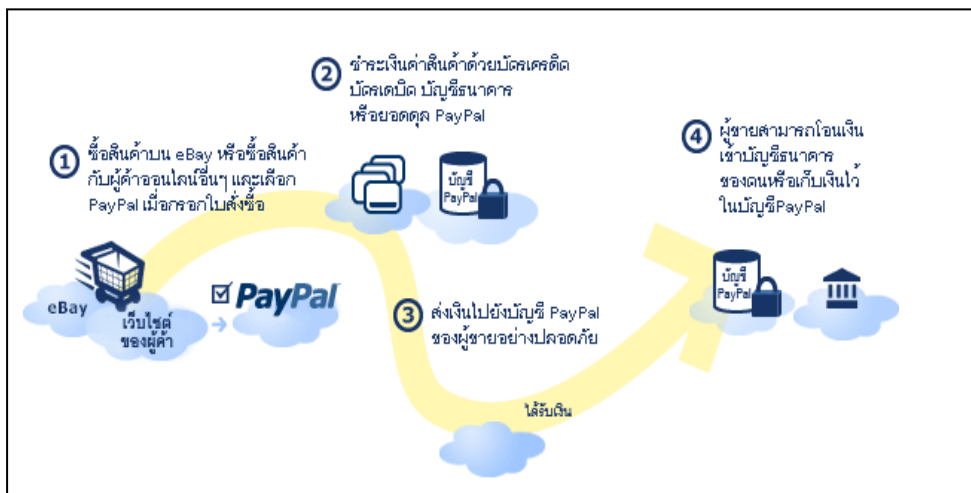 1
ซื้อสินค้าบน eBay หรือซื้อสินค้า
กับผู้ค้าออนไลน์อื่นๆ และเลือก
PayPal เมื่อกรอกใบสั่งซื้อ
eBay
เว็บไซต์
ของผู้ค้า
PayPal
2
ชำระเงินค่าสินค้าด้วยบัตรเครดิต
บัตรเดบิต บัญชีธนาคาร
หรือยอดดุล PayPal
บัญชี
PayPal
3
ส่งเงินไปยังบัญชี PayPal
ของผู้ขายอย่างปลอดภัย
ได้รับเงิน
4
ผู้ขายสามารถโอนเงิน
เข้าบัญชีธนาคาร
ของตนหรือเก็บเงินไว้
ในบัญชีPayPal
บัญชี
PayPal